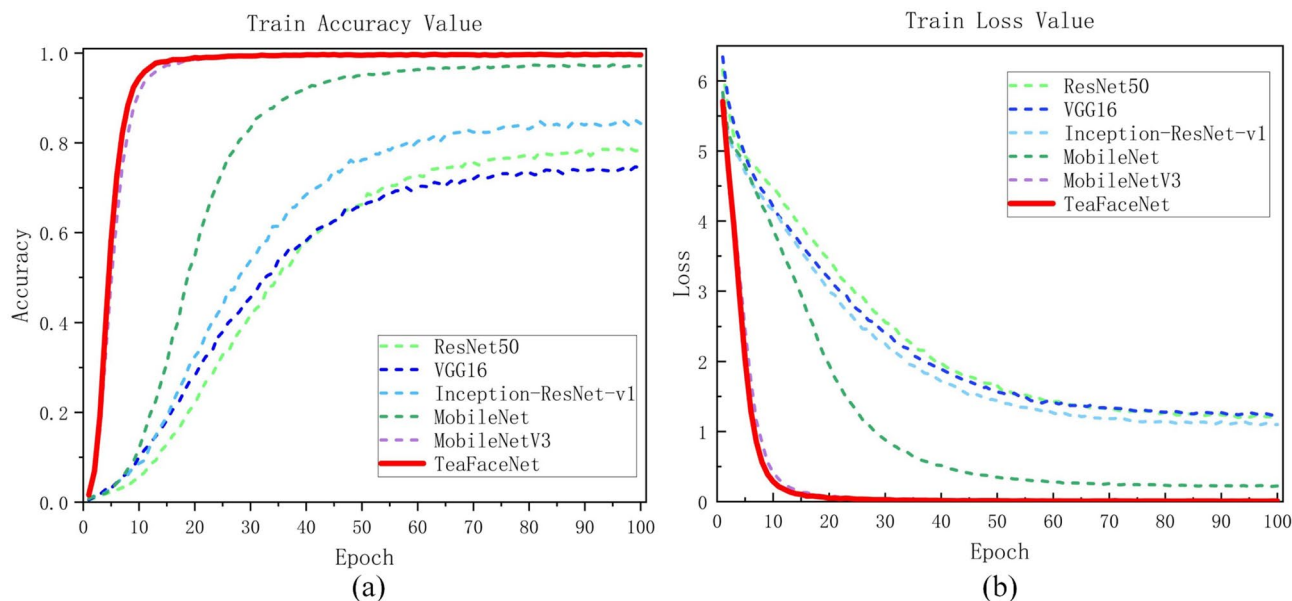 Train Accuracy Value
1.0
0.8
0.6
0.4
0.2
0.0
Accuracy
ResNet50
VGG16
Inception-ResNet-v1
MobileNet
MobileNetV3
TeaFaceNet
0 10 20 30 40 50 60 70 80 90 100
Epoch
(a)
Train Loss Value
6
5
4
3
2
1
0
Loss
ResNet50
VGG16
Inception-ResNet-v1
MobileNet
MobileNetV3
TeaFaceNet
0 10 20 30 40 50 60 70 80 90 100
Epoch
(b)